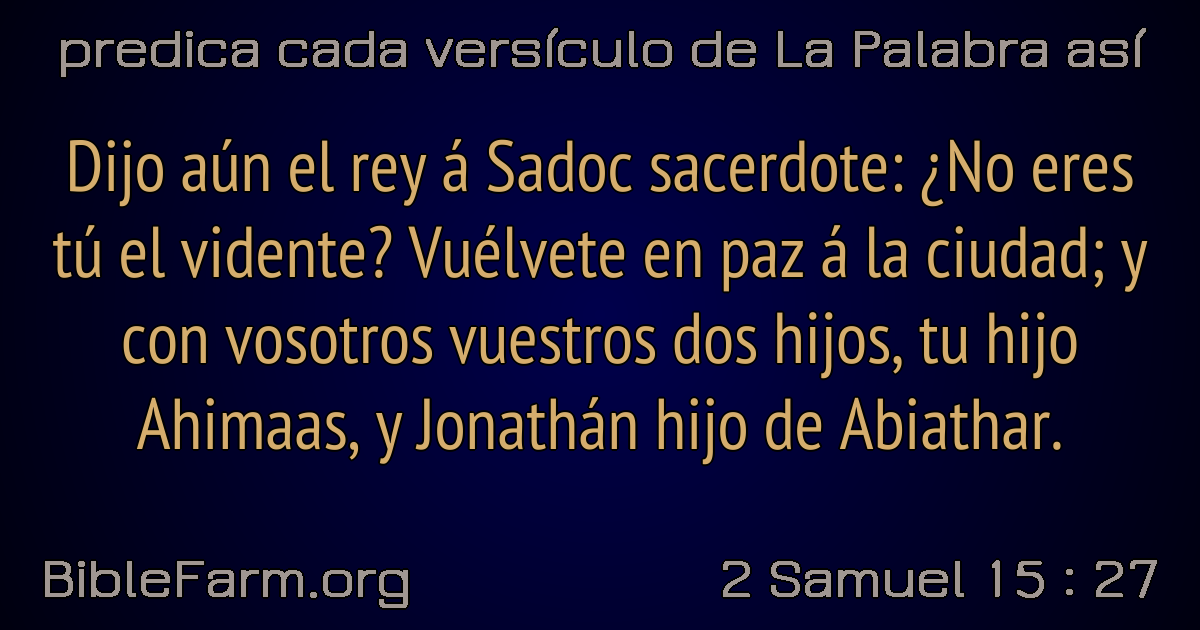 predica cada versículo de La Palabra así
Dijo aún el rey á Sadoc sacerdote: ¿No eres
tú el vidente? Vuélvete en paz á la ciudad; y
con vosotros vuestros dos hijos, tu hijo
Ahimaas, y Jonathán hijo de Abiathar.
BibleFarm.org
2 Samuel 15 : 27